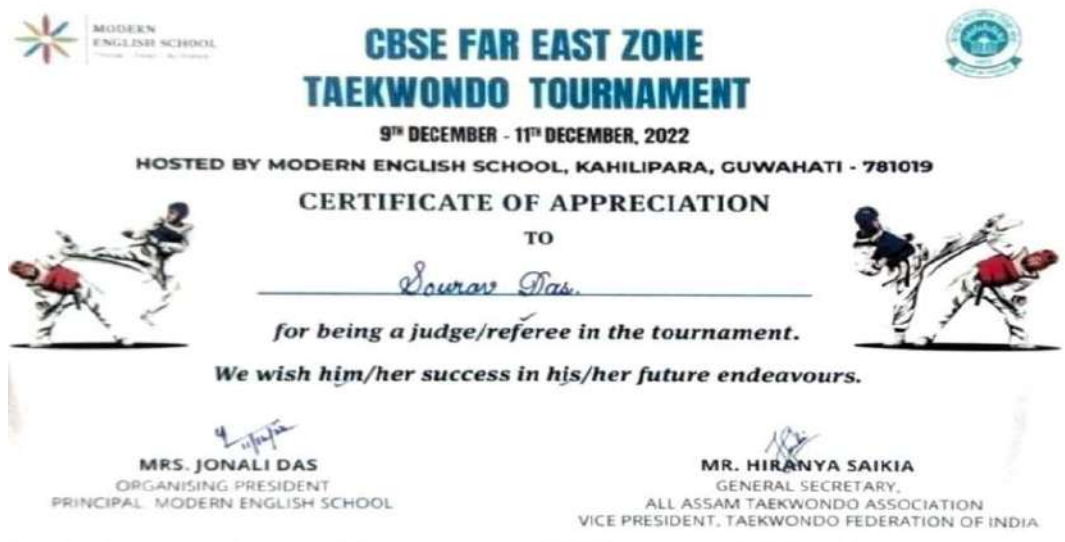 MODERN
ENGLISH SCHOOL
CBSE FAR EAST ZONE
TAEKWONDO TOURNAMENT
9TH DECEMBER - 11TH DECEMBER, 2022
HOSTED BY MODERN ENGLISH SCHOOL, KAHILIPARA, GUWAHATI - 781019
CERTIFICATE OF APPRECIATION
TO
Sourav Das.
for being a judge/referee in the tournament.
We wish him/her success in his/her future endeavours.
11/12/22
MRS. JONALI DAS
ORGANISING PRESIDENT
PRINCIPAL MODERN ENGLISH SCHOOL
MR. HIRANYA SAIKIA
GENERAL SECRETARY,
ALL ASSAM TAEKWONDO ASSOCIATION
VICE PRESIDENT, TAEKWONDO FEDERATION OF INDIA